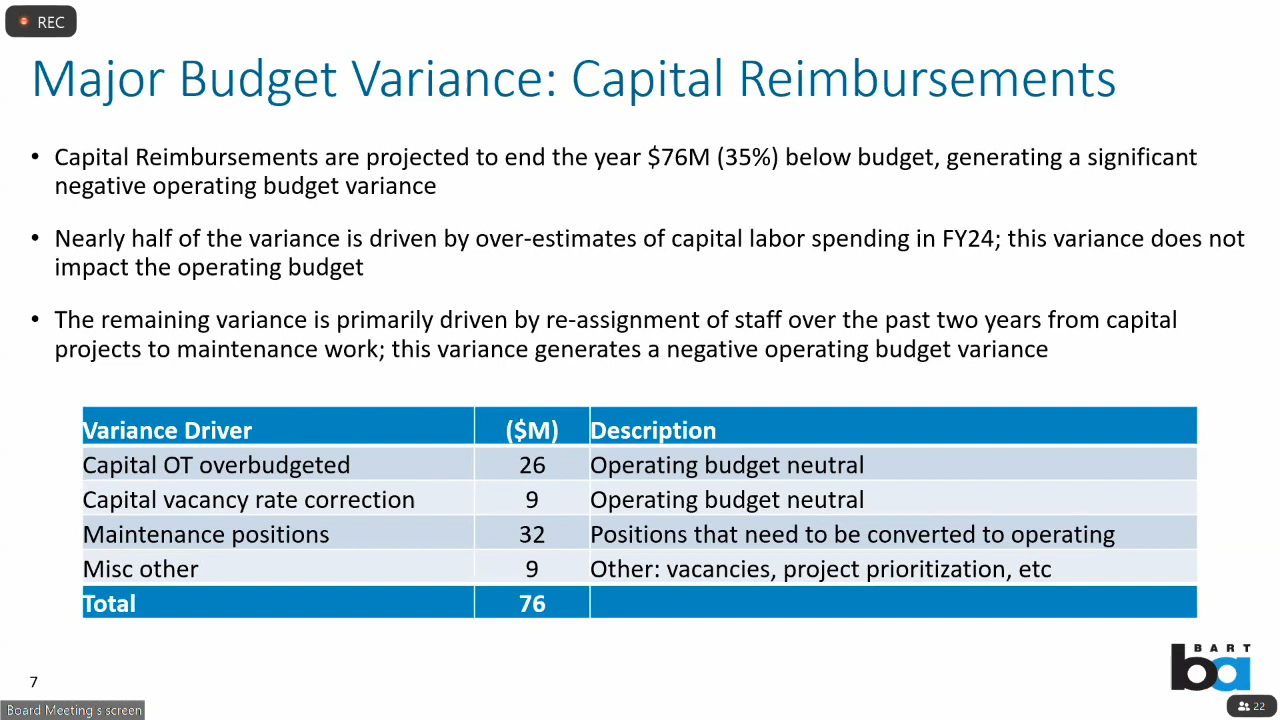 REC
Major Budget Variance: Capital Reimbursements
• Capital Reimbursements are projected to end the year $76M (35%) below budget, generating a significant
negative operating budget variance
• Nearly half of the variance is driven by over-estimates of capital labor spending in FY24; this variance does not
impact the operating budget
• The remaining variance is primarily driven by re-assignment of staff over the past two years from capital
projects to maintenance work; this variance generates a negative operating budget variance
Variance Driver ($M) Description
Capital OT overbudgeted 26 Operating budget neutral
Capital vacancy rate correction 9 Operating budget neutral
Maintenance positions 32 Positions that need to be converted to operating
Misc other 9 Other: vacancies, project prioritization, etc
Total 76
BART
ba
7
Board Meeting s screen
22